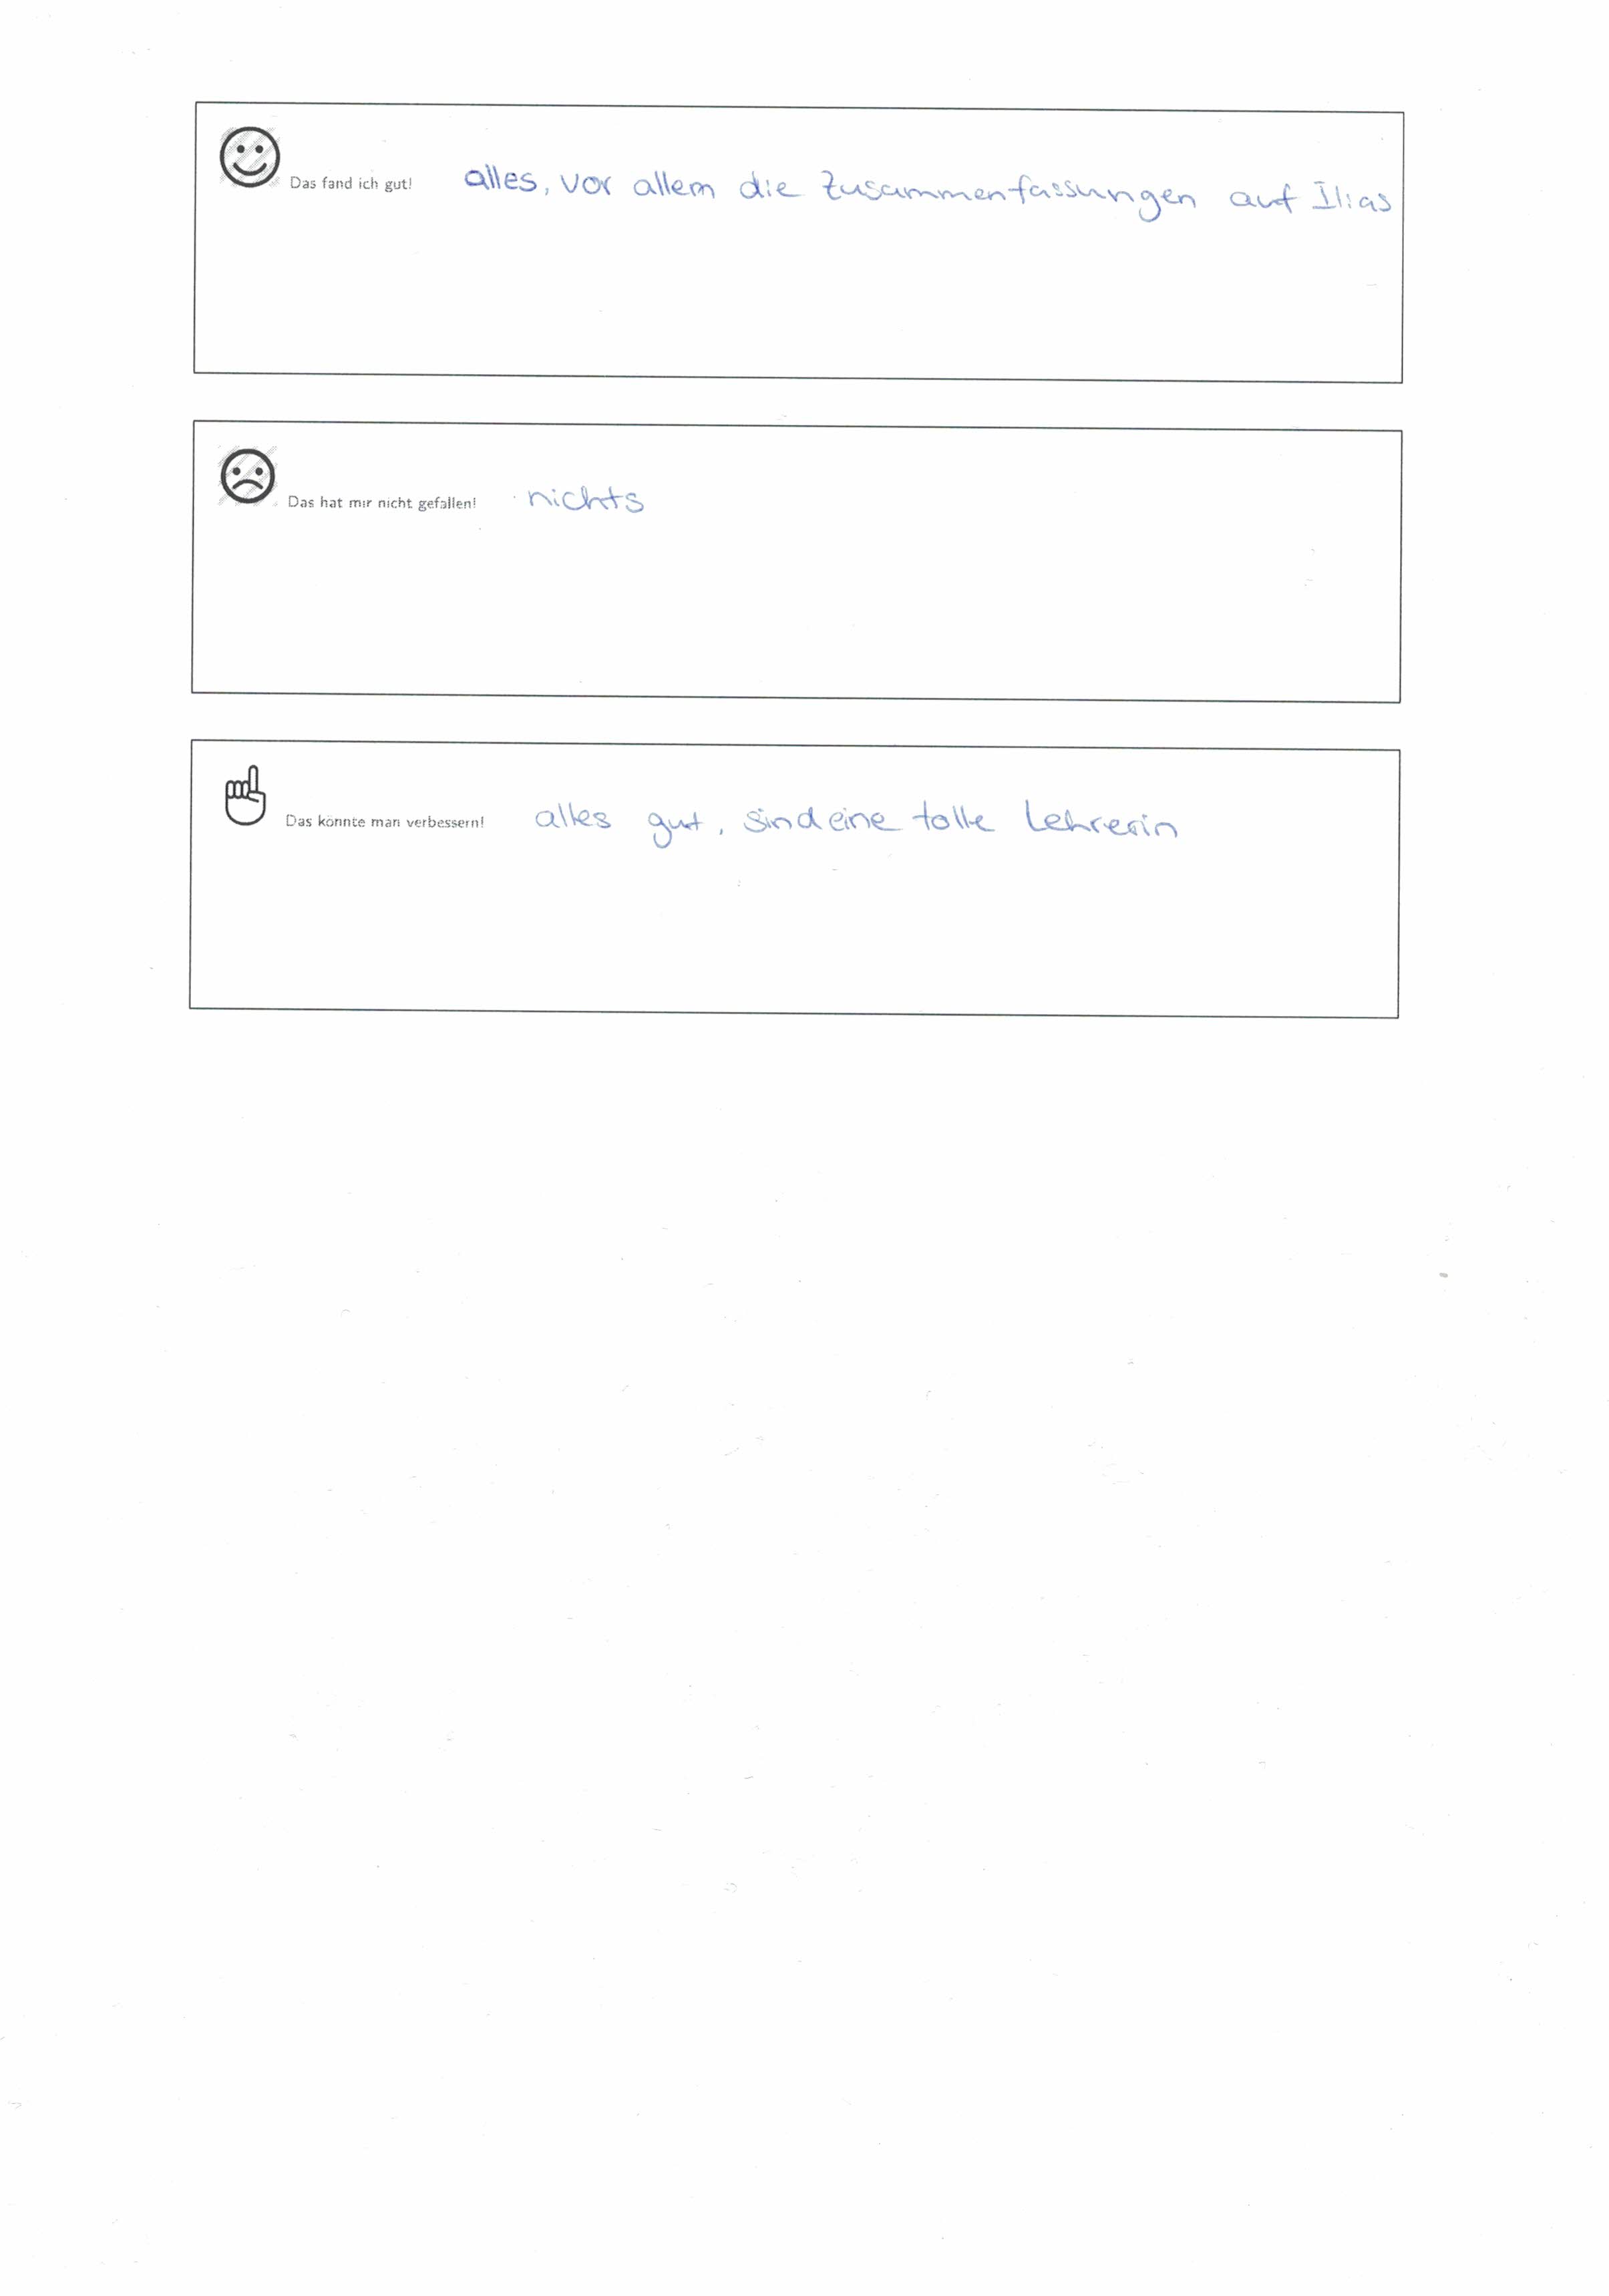 Das fand ich gut! alles, vor allem die Zusammenfassungen auf Ilias
Das hat mir nicht gefallen! nichts
Das könnte man verbessern! alles gut, sind eine tolle Lehrerin